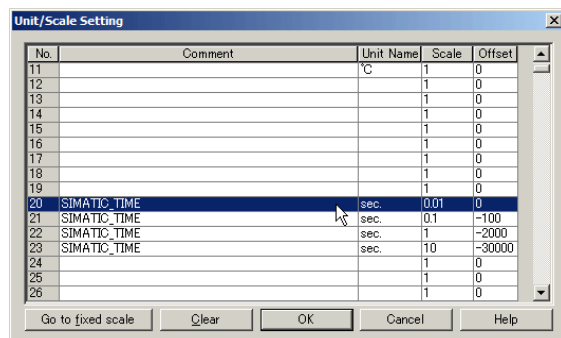 Unit/Scale Setting
No. Comment Unit Name Scale Offset
11 ℃ 1 0
12 1 0
13 1 0
14 1 0
15 1 0
16 1 0
17 1 0
18 1 0
19 1 0
20 SIMATIC_TIME sec. 0.01 0
21 SIMATIC_TIME sec. 0.1 -100
22 SIMATIC_TIME sec. 1 -2000
23 SIMATIC_TIME sec. 10 -30000
24 1 0
25 1 0
26 1 0
Go to fixed scale Clear OK Cancel Help